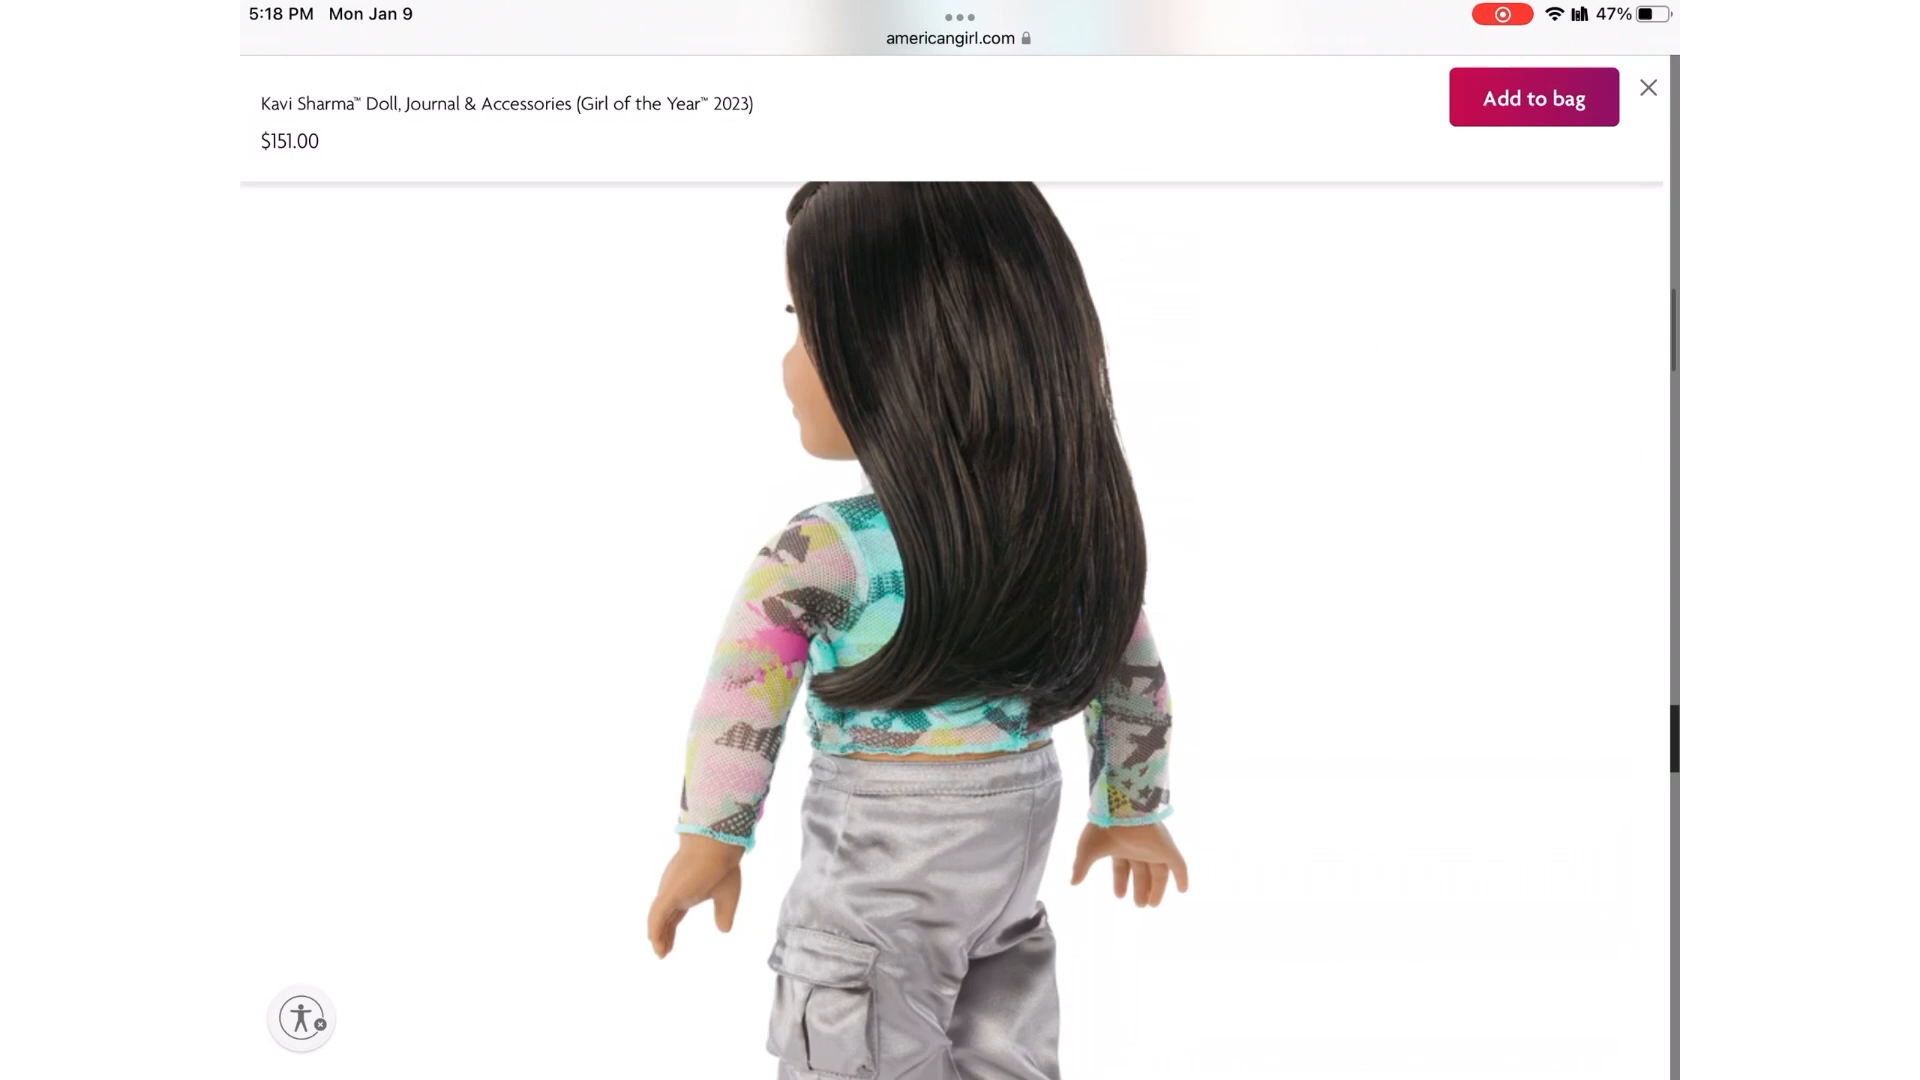 5:18 PM Mon Jan 9
47%
americangirl.com
Kavi Sharma™ Doll, Journal & Accessories (Girl of the Year™ 2023)
$151.00
Add to bag